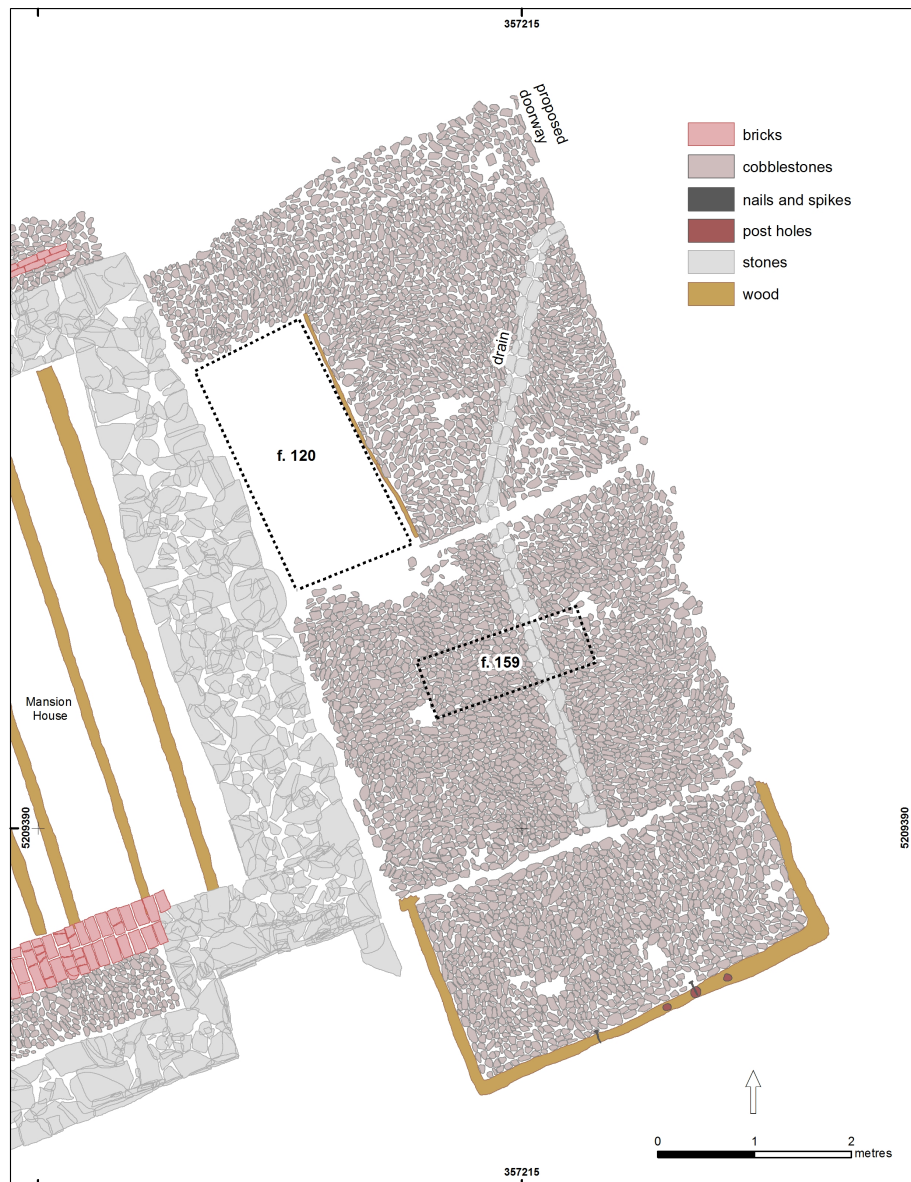 357215
proposed
doorway
bricks
cobblestones
nails and spikes
post holes
stones
wood
drain
f. 120
f. 159
Mansion
House
5209390
5209390
0 1 2
metres
357215